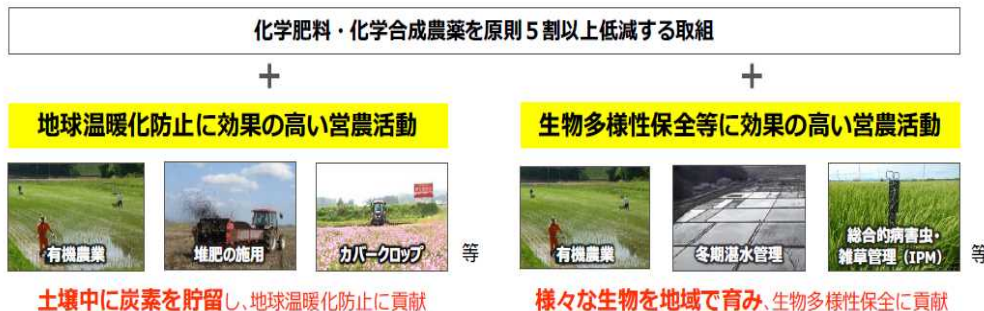 化学肥料・化学合成農薬を原則5割以上低減する取組
+
+
地球温暖化防止に効果の高い営農活動
有機農業
堆肥の施用
カバークロップ
等
土壌中に炭素を貯留し、地球温暖化防止に貢献
生物多様性保全等に効果の高い営農活動
有機農業
冬期湛水管理
総合的病害虫・
雑草管理（IPM）
等
様々な生物を地域で育み、生物多様性保全に貢献